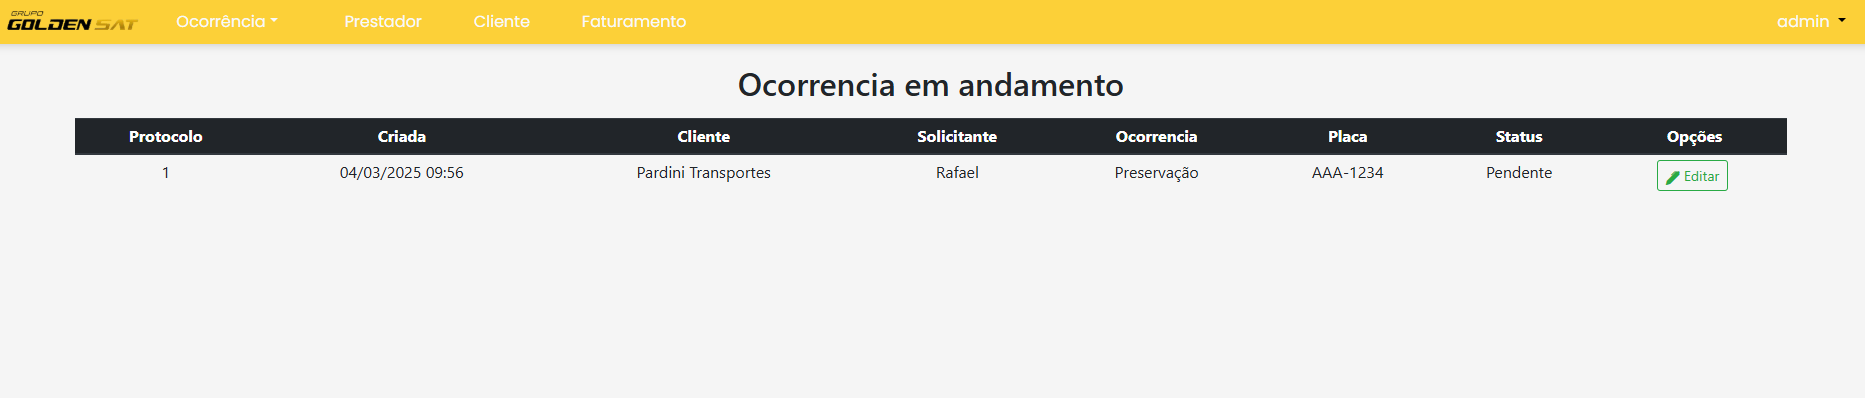 GRUPO
GOLDEN SAT
Ocorrência Prestador Cliente Faturamento admin
Ocorrencia em andamento
Protocolo Criada Cliente Solicitante Ocorrencia Placa Status Opções
1 04/03/2025 09:56 Pardini Transportes Rafael Preservação AAA-1234 Pendente Editar